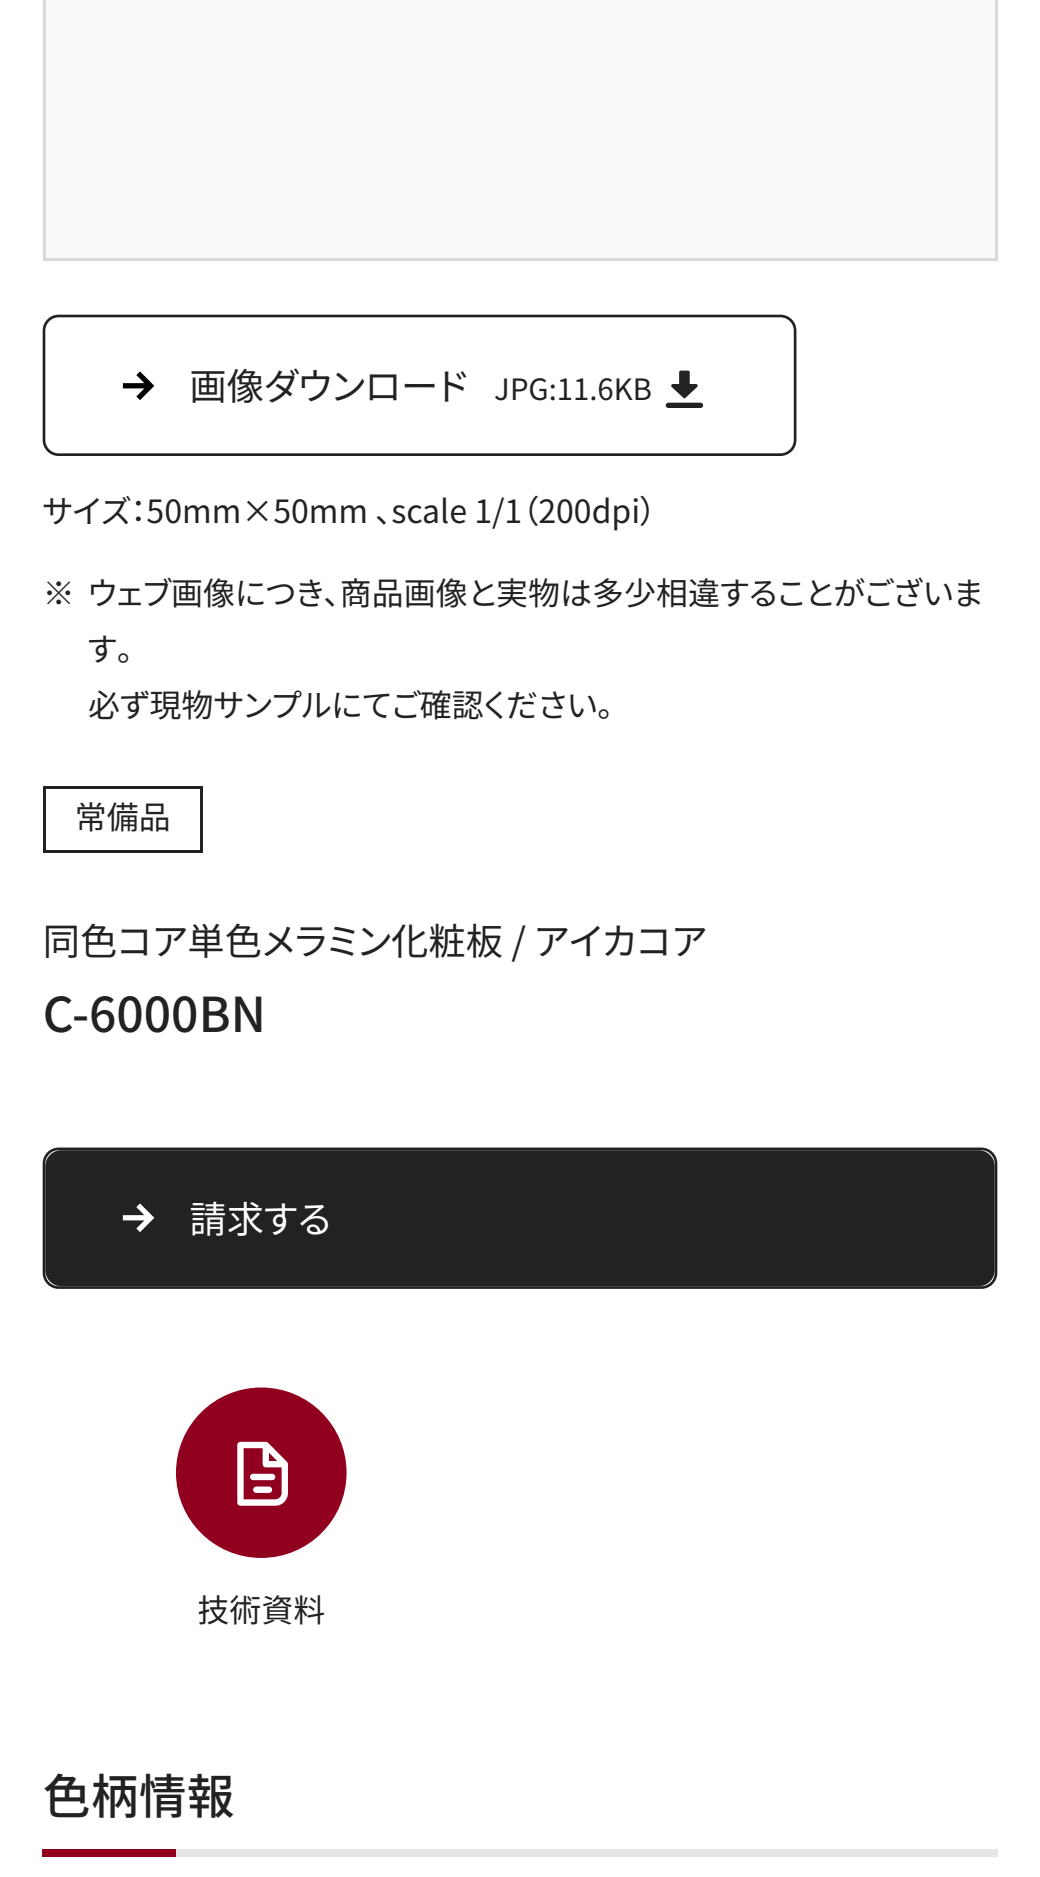 画像ダウンロード JPG:11.6KB
サイズ：50mm×50mm 、scale 1/1（200dpi）
※ ウェブ画像につき、商品画像と実物は多少相違することがございま
す。
必ず現物サンプルにてご確認ください。
常備品
同色コア単色メラミン化粧板 / アイカコア
C-6000BN
請求する
技術資料
色柄情報